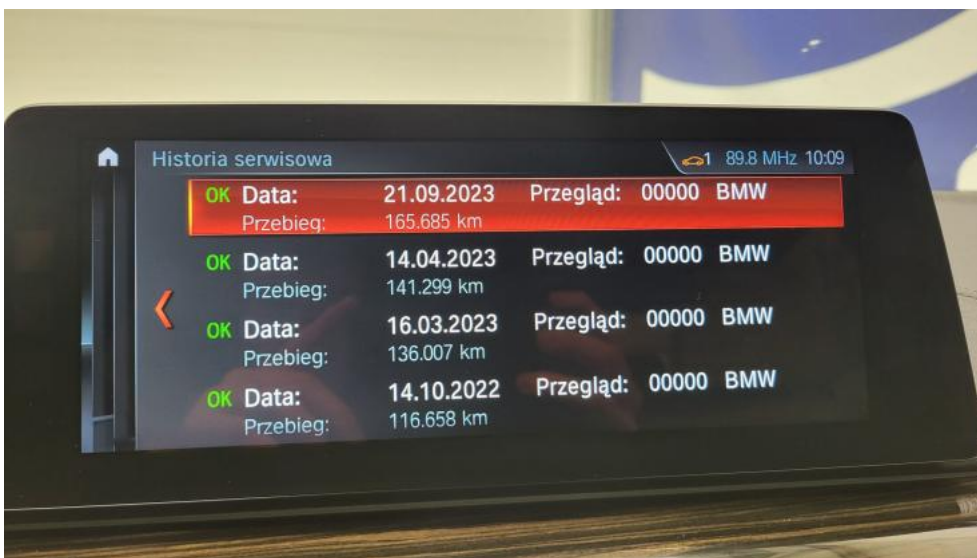 Historia serwisowa 1 89.8 MHz 10:09
OK Data: 21.09.2023 Przegląd: 00000 BMW
Przebieg: 165.685 km
OK Data: 14.04.2023 Przegląd: 00000 BMW
Przebieg: 141.299 km
OK Data: 16.03.2023 Przegląd: 00000 BMW
Przebieg: 136.007 km
OK Data: 14.10.2022 Przegląd: 00000 BMW
Przebieg: 116.658 km